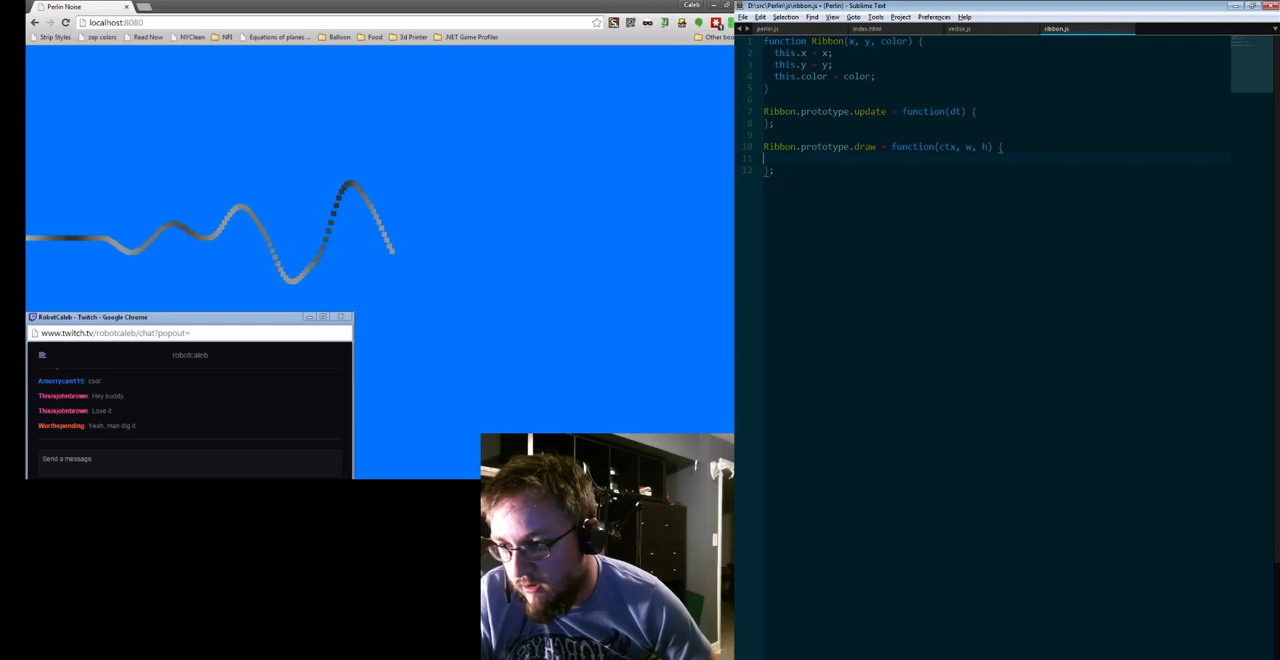 Perlin Noise
Caleb
localhost:8080
Strip Styles
zap colors
Read Now
NYClean
NFI
Equations of planes
Balloon
Food
3d Printer
.NET Game Profiler
Other boo
RobotCaleb - Twitch - Google Chrome
www.twitch.tv/robotcaleb/chat?popout=
robotcaleb
Amerrycan115: cool
Thisisjohnbrown: Hey buddy.
Thisisjohnbrown: Love it
Worthspending: Yeah, man dig it.
Send a message
D:\src\Perlin\js\ribbon.js • (Perlin) - Sublime Text
File Edit Selection Find View Goto Tools Project Preferences Help
perlin.js index.html vector.js ribbon.js
1 function Ribbon(x, y, color) {
2 this.x = x;
3 this.y = y;
4 this.color = color;
5 }
6
7 Ribbon.prototype.update = function(dt) {
8 };
9
10 Ribbon.prototype.draw = function(ctx, w, h) {
11
12 };